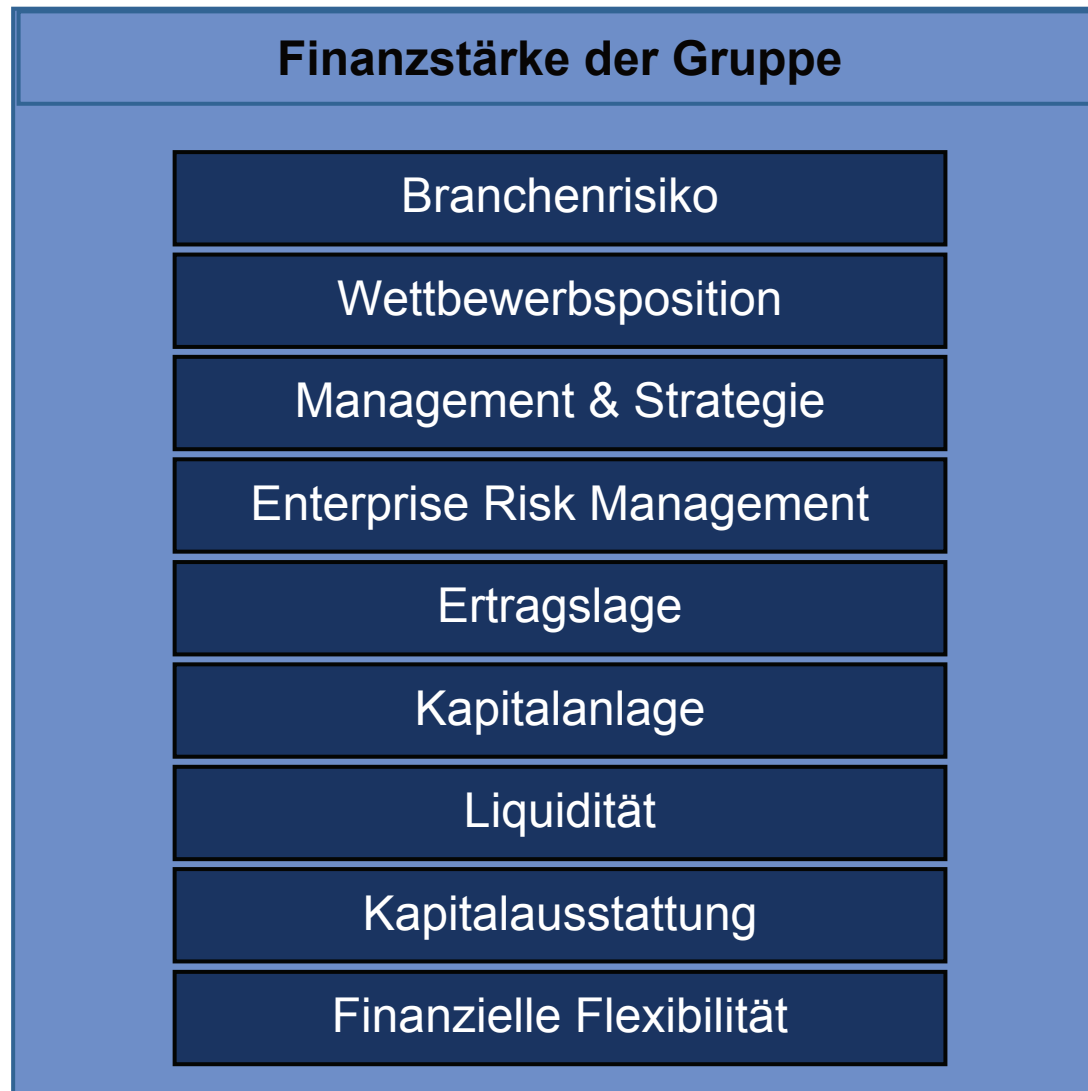 Finanzstärke der Gruppe
Branchenrisiko
Wettbewerbsposition
Management & Strategie
Enterprise Risk Management
Ertragslage
Kapitalanlage
Liquidität
Kapitalausstattung
Finanzielle Flexibilität